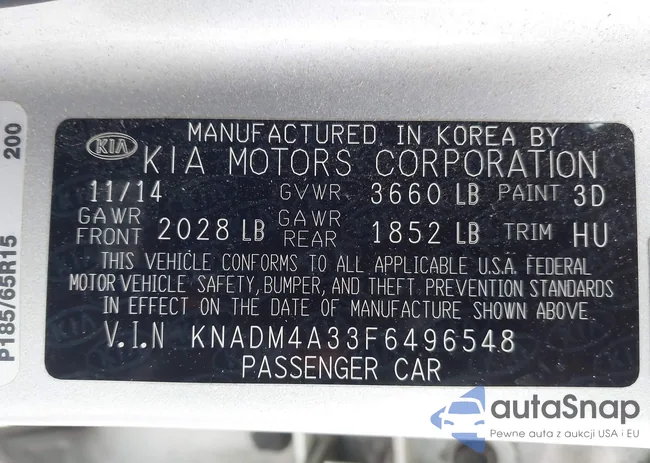 MANUFACTURED IN KOREA BY
KIA KIA MOTORS CORPORATION
11/14 GVWR 3660 LB PAINT 3D
GAWR FRONT 2028 LB GAWR REAR 1852 LB TRIM HU
THIS VEHICLE CONFORMS TO ALL APPLICABLE U.S.A. FEDERAL
MOTOR VEHICLE SAFETY, BUMPER, AND THEFT PREVENTION STANDARDS
IN EFFECT ON THE DATE OF MANUFACTURE SHOWN ABOVE.
V.I.N KNADM4A33F6496548
PASSENGER CAR
P185/65R15 200
autoSnap
Pewne auta z aukcji USA i EU